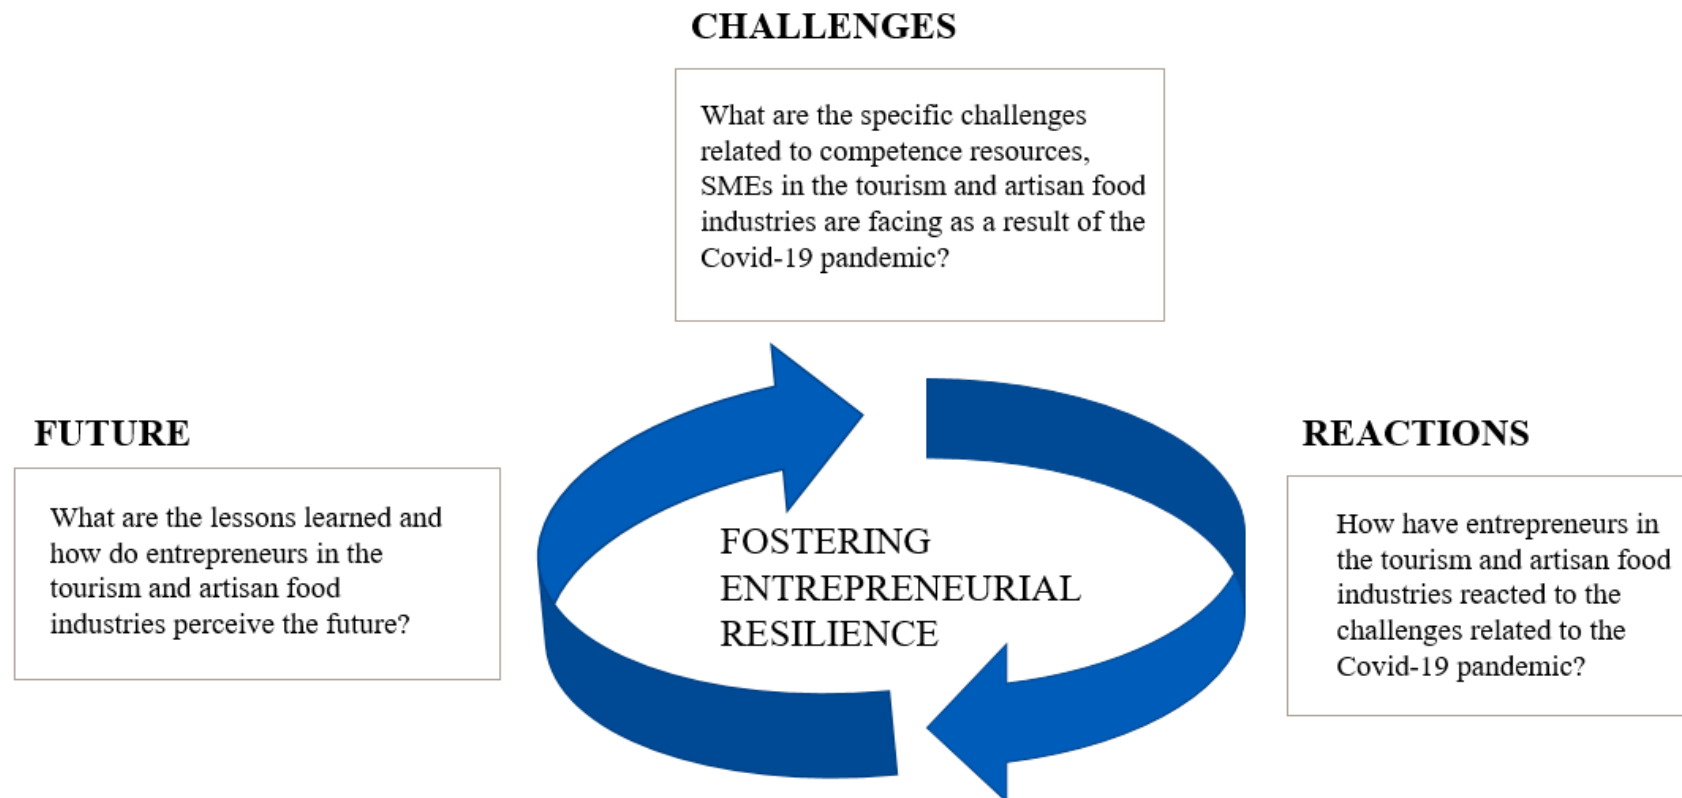 CHALLENGES
What are the specific challenges
related to competence resources,
SMEs in the tourism and artisan food
industries are facing as a result of the
Covid-19 pandemic?
FUTURE
What are the lessons learned and
how do entrepreneurs in the
tourism and artisan food
industries perceive the future?
FOSTERING
ENTREPRENEURIAL
RESILIENCE
REACTIONS
How have entrepreneurs in
the tourism and artisan food
industries reacted to the
challenges related to the
Covid-19 pandemic?